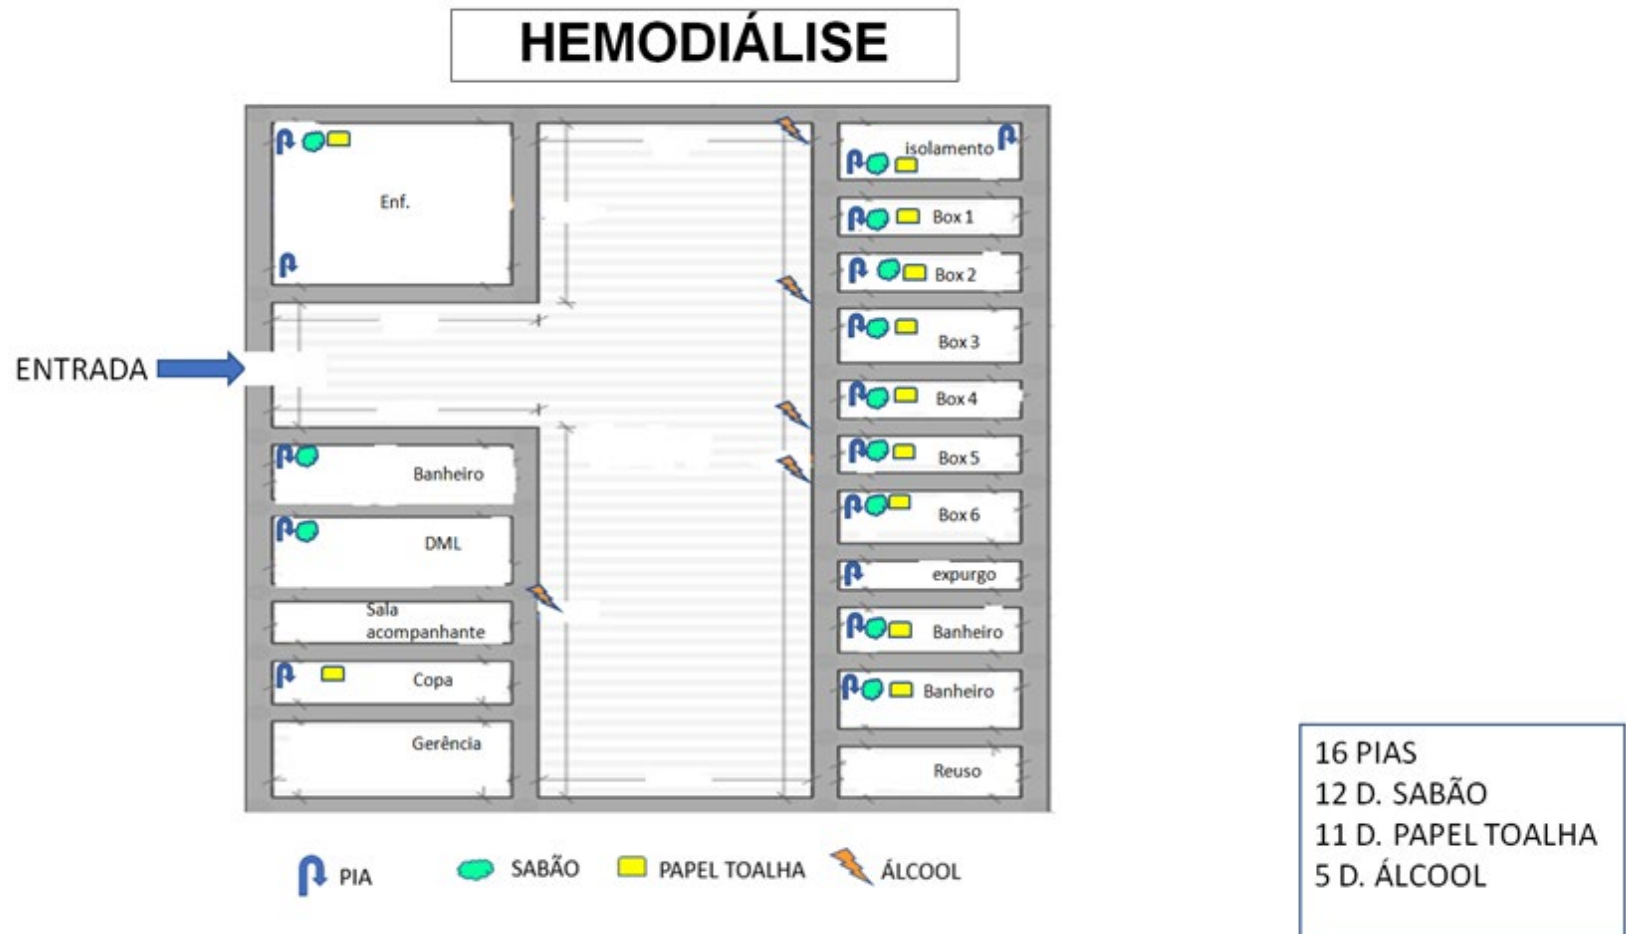 HEMODIÁLISE
Enf.
isolamento
Box 1
Box 2
Box 3
ENTRADA
Box 4
Box 5
Banheiro
Box 6
DML
expurgo
Sala
acompanhante
Banheiro
Copa
Banheiro
Gerência
Reuso
PIA
SABÃO
PAPEL TOALHA
ÁLCOOL
16 PIAS
12 D. SABÃO
11 D. PAPEL TOALHA
5 D. ÁLCOOL